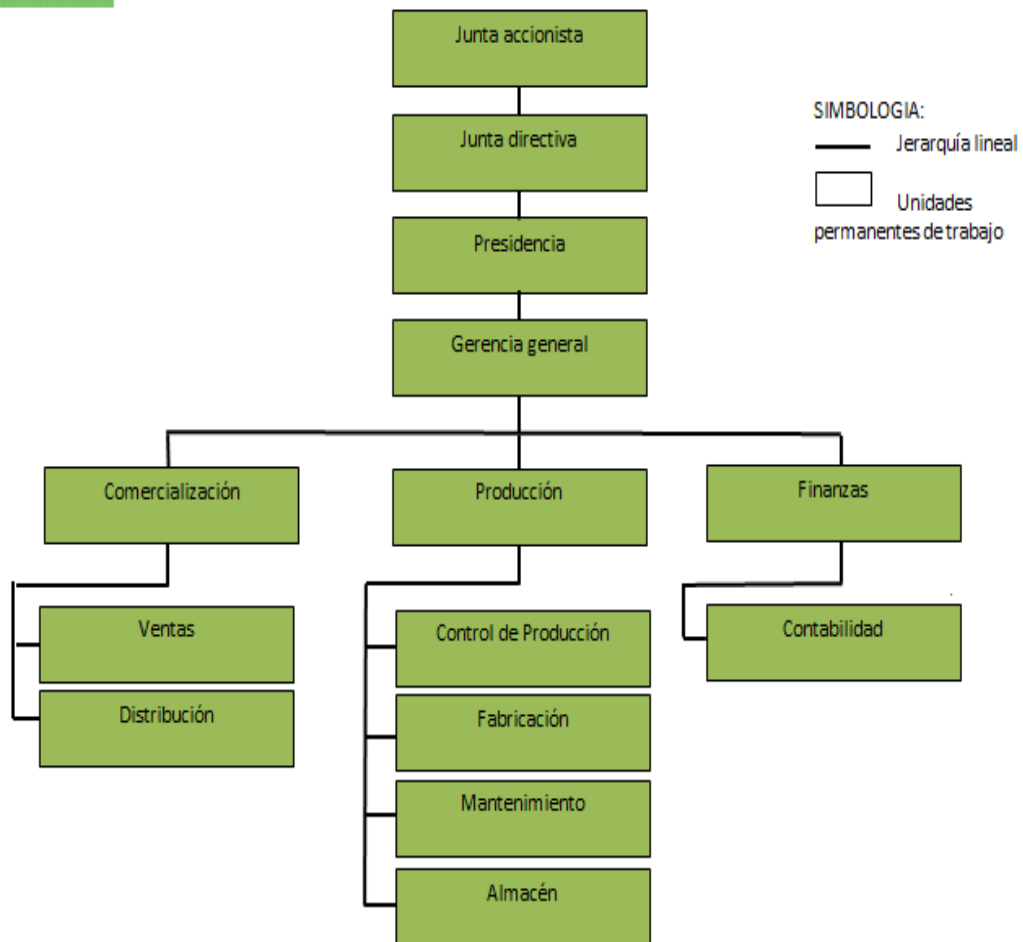 Junta accionista
Junta directiva
Presidencia
Gerencia general
SIMBOLOGIA:
Jerarquía lineal
Unidades
permanentes de trabajo
Comercialización
Producción
Finanzas
Ventas
Distribución
Control de Producción
Fabricación
Mantenimiento
Almacén
Contabilidad